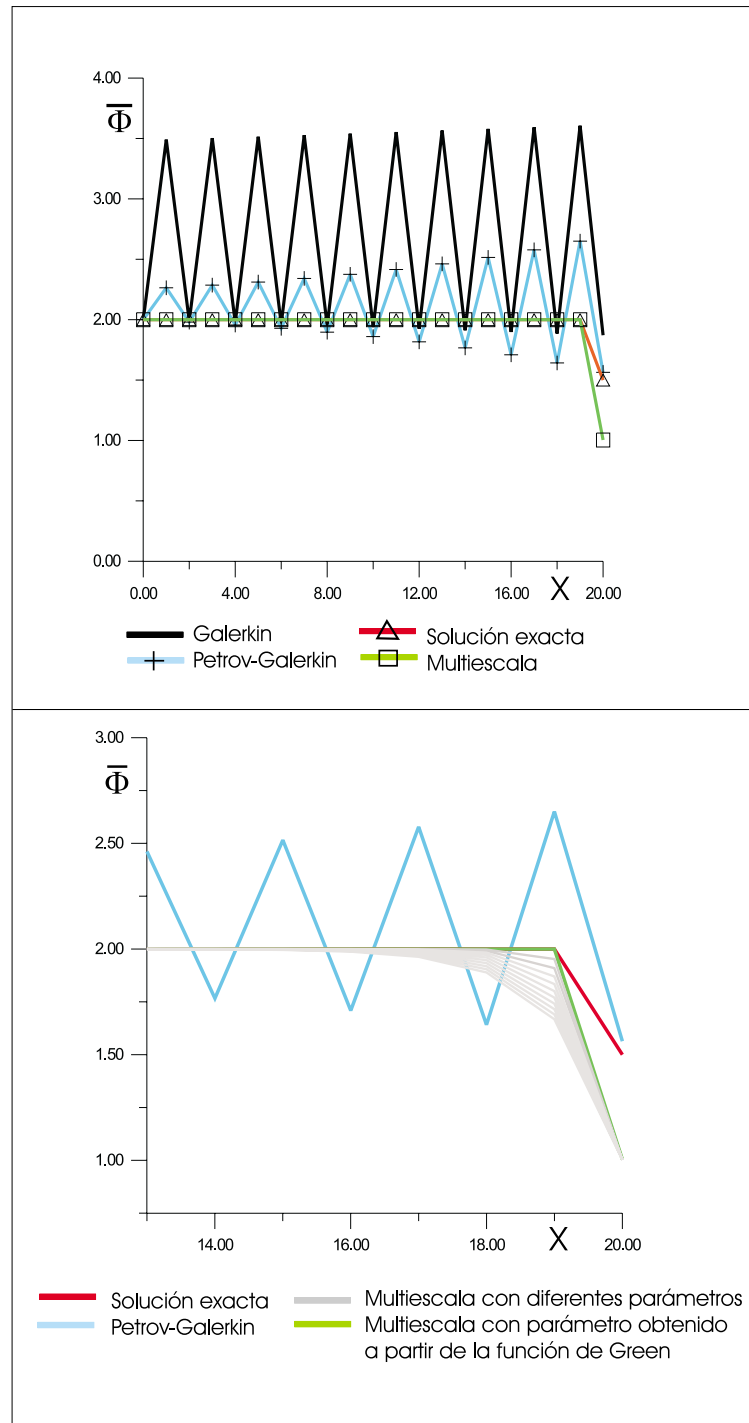 4.00
Φ
3.00
2.00
1.00
0.00
0.00 4.00 8.00 12.00 16.00 X 20.00
Galerkin
Solución exacta
Petrov-Galerkin
Multiescala
3.00
Φ
2.50
2.00
1.50
1.00
14.00 16.00 18.00 X 20.00
Solución exacta
Multiescala con diferentes parámetros
Petrov-Galerkin
Multiescala con parámetro obtenido
a partir de la función de Green